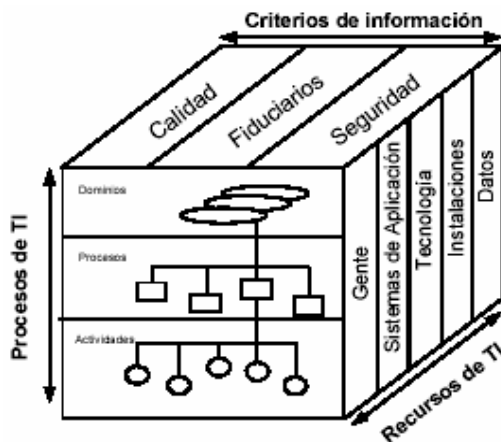 Criterios de información
Calidad
Fiduciarios
Seguridad
Procesos de TI
Dominios
Procesos
Actividades
Gente
Sistemas de Aplicación
Tecnología
Instalaciones
Datos
Recursos de TI